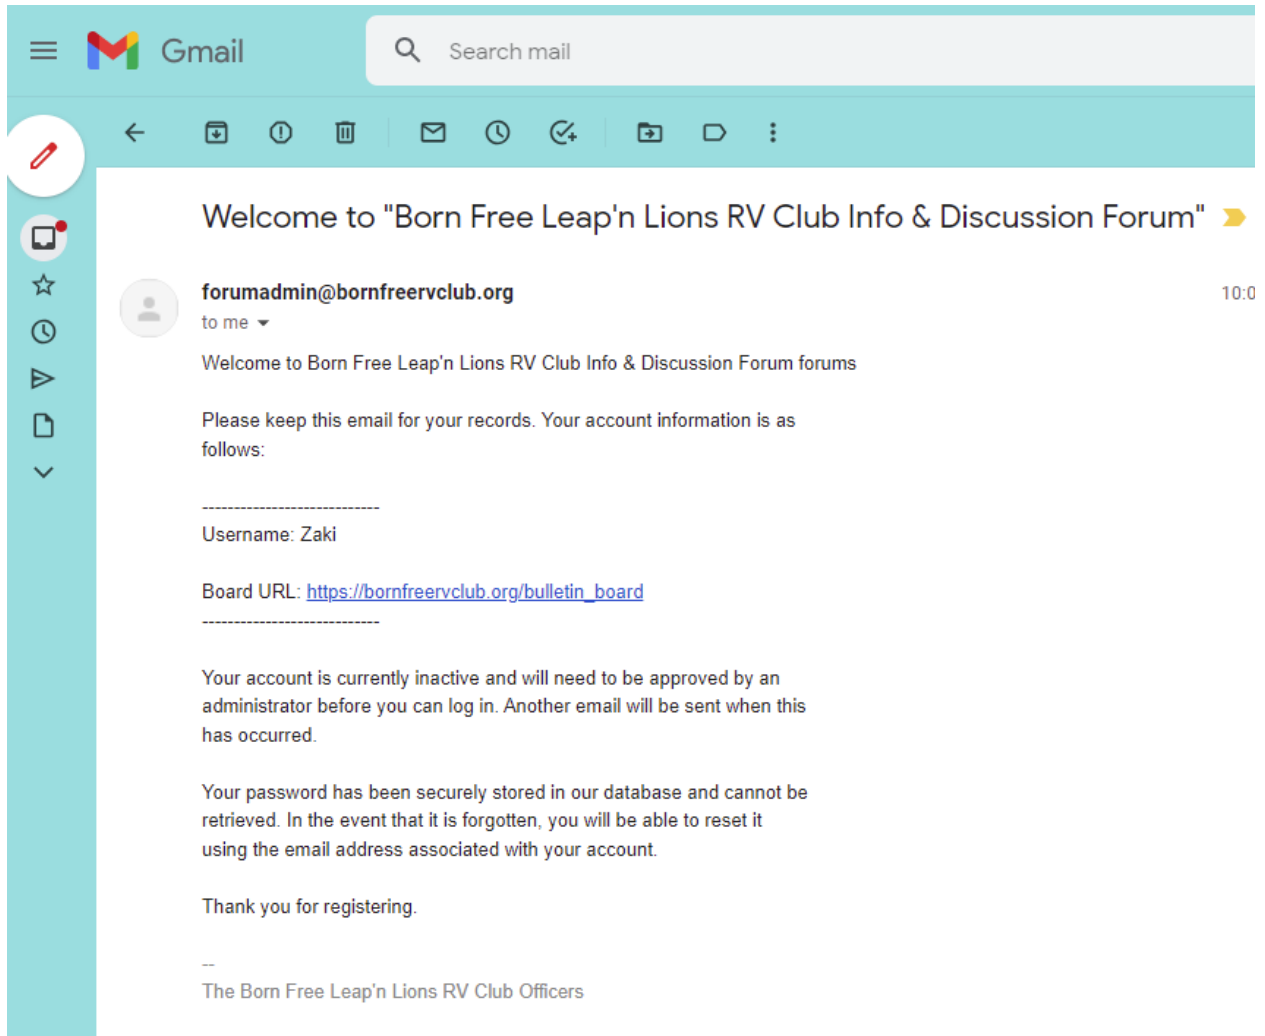 Gmail
Search mail
Welcome to "Born Free Leap'n Lions RV Club Info & Discussion Forum"
forumadmin@bornfreervclub.org
10:0
to me
Welcome to Born Free Leap'n Lions RV Club Info & Discussion Forum forums
Please keep this email for your records. Your account information is as
follows:
----------------------------
Username: Zaki
Board URL: https://bornfreervclub.org/bulletin_board
----------------------------
Your account is currently inactive and will need to be approved by an
administrator before you can log in. Another email will be sent when this
has occurred.
Your password has been securely stored in our database and cannot be
retrieved. In the event that it is forgotten, you will be able to reset it
using the email address associated with your account.
Thank you for registering.
--
The Born Free Leap'n Lions RV Club Officers